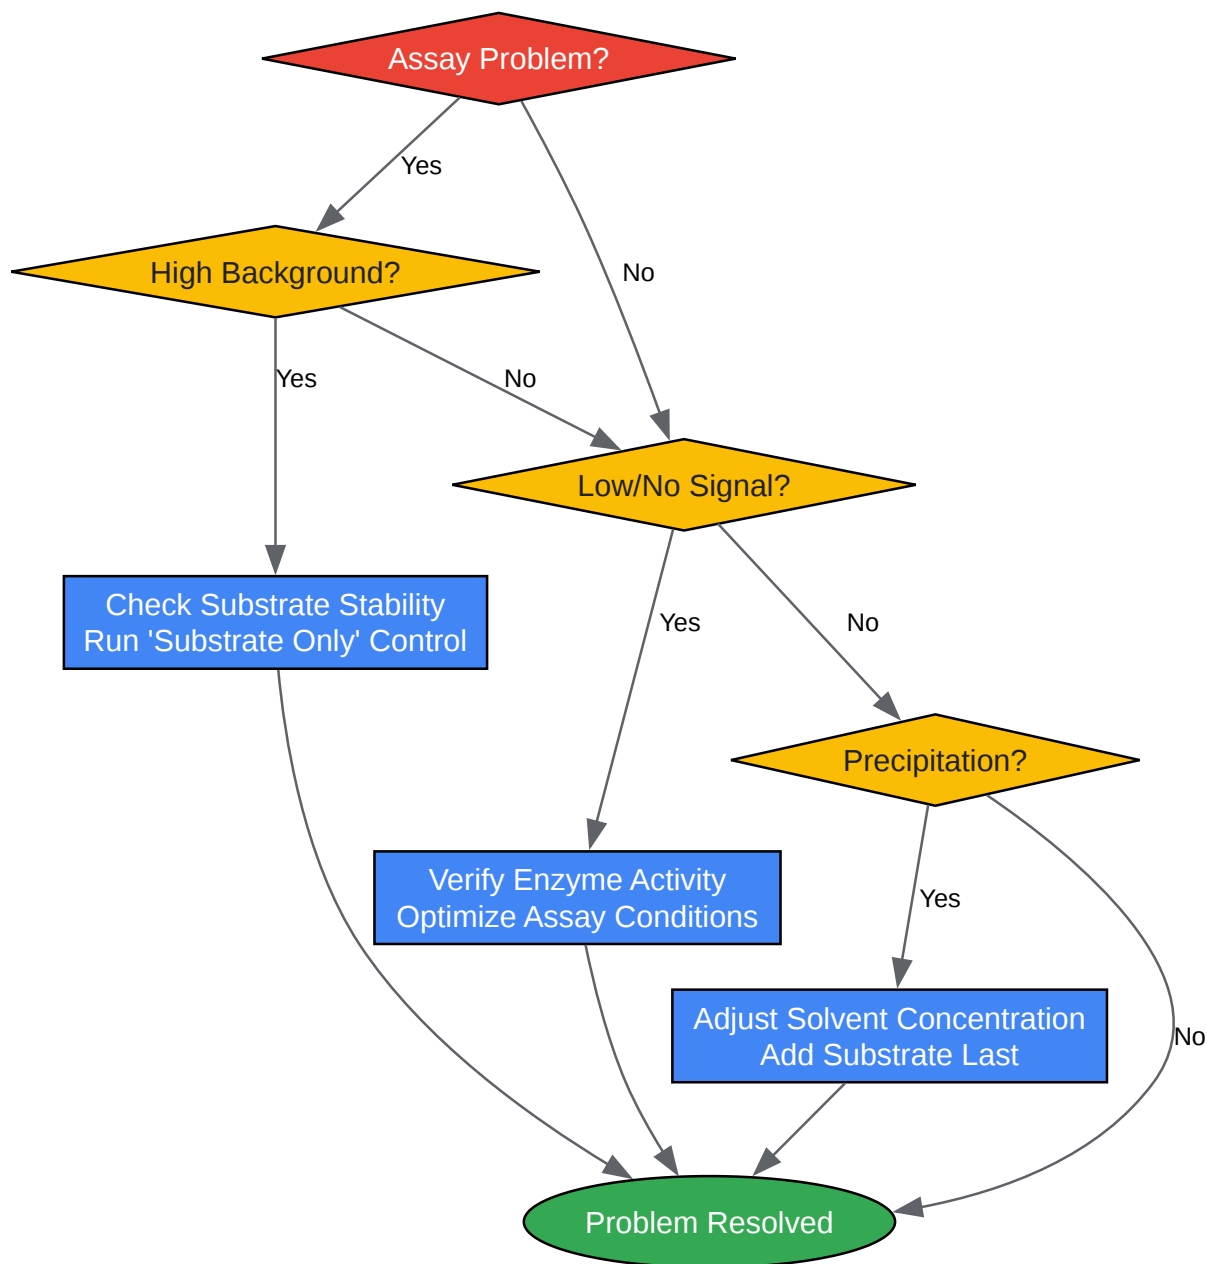 Assay Problem?
Yes
High Background?
No
Yes
No
Low/No Signal?
Check Substrate Stability
Run 'Substrate Only' Control
Yes
No
Precipitation?
Verify Enzyme Activity
Optimize Assay Conditions
Yes
Adjust Solvent Concentration
Add Substrate Last
No
Problem Resolved